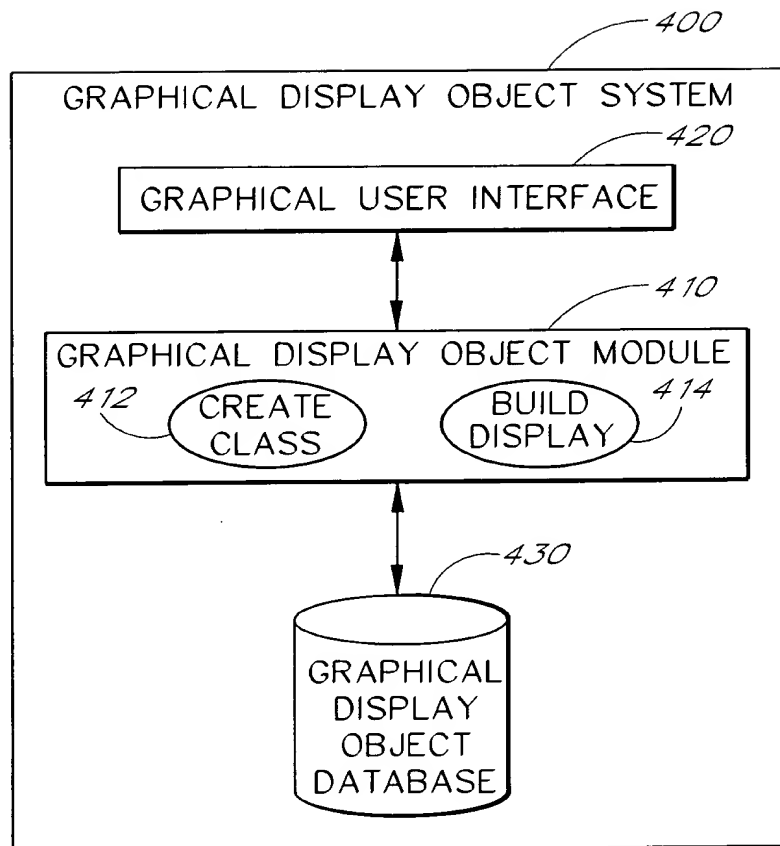 400
GRAPHICAL DISPLAY OBJECT SYSTEM
420
GRAPHICAL USER INTERFACE
410
GRAPHICAL DISPLAY OBJECT MODULE
412
CREATE
CLASS
BUILD
DISPLAY
414
430
GRAPHICAL
DISPLAY
OBJECT
DATABASE